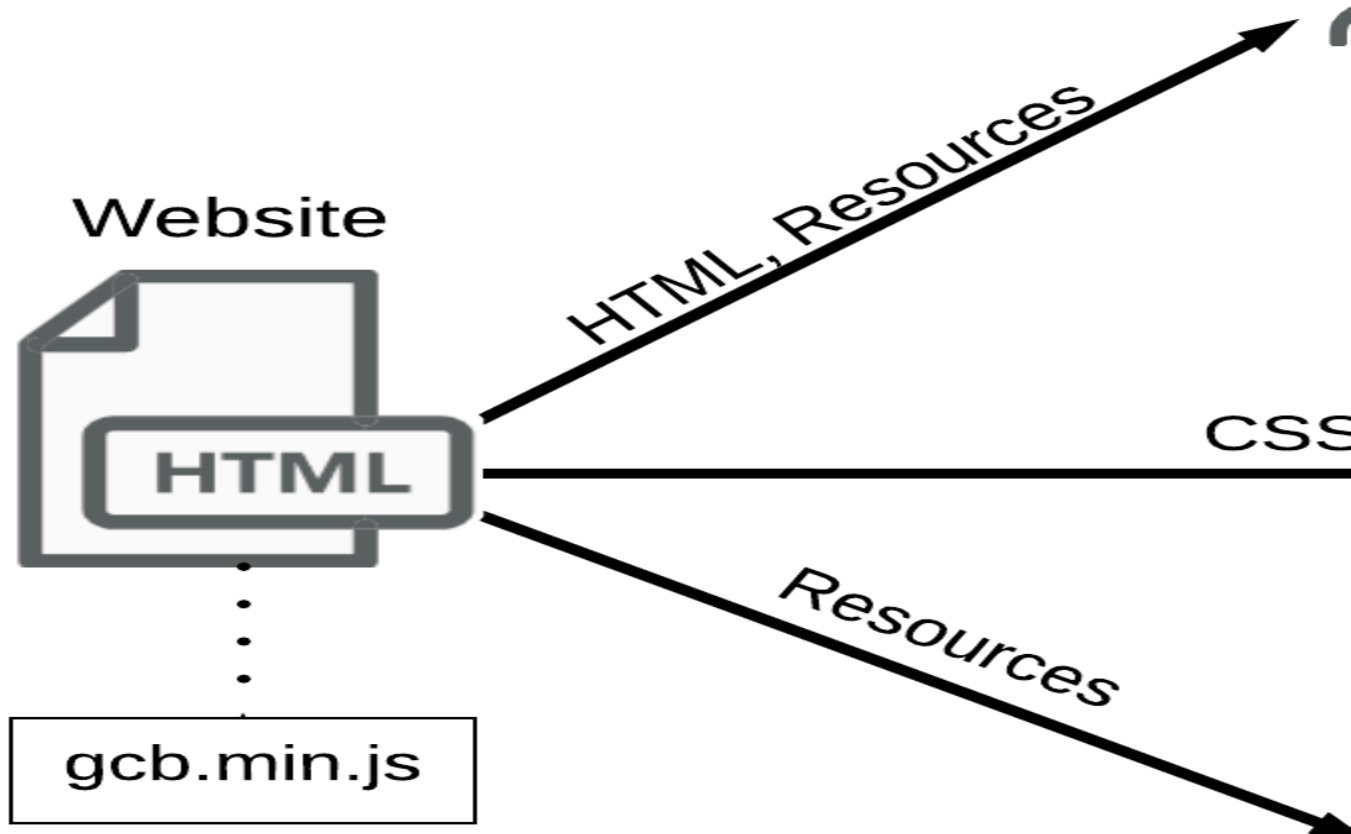 HTML, Resources
Website
CSS
HTML
Resources
gcb.min.js